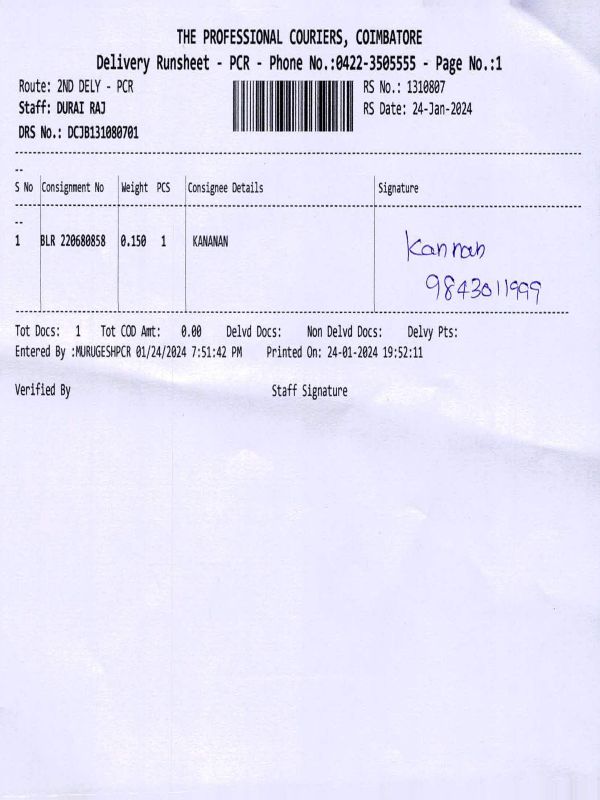 THE PROFESSIONAL COURIERS, COIMBATORE
Delivery Runsheet - PCR - Phone No.:0422-3505555 - Page No.:1
Route: 2ND DELY - PCR RS No.: 1310807
Staff: DURAI RAJ RS Date: 24-Jan-2024
DRS No.: DCJB131080701
--
S No Consignment No Weight PCS Consignee Details Signature
--
1 BLR 220680858 0.150 1 KANANAN Kannan
9843011999
Tot Docs: 1 Tot COD Amt: 0.00 Delvd Docs: Non Delvd Docs: Delvy Pts:
Entered By :MURUGESHPCR 01/24/2024 7:51:42 PM Printed On: 24-01-2024 19:52:11
Verified By Staff Signature